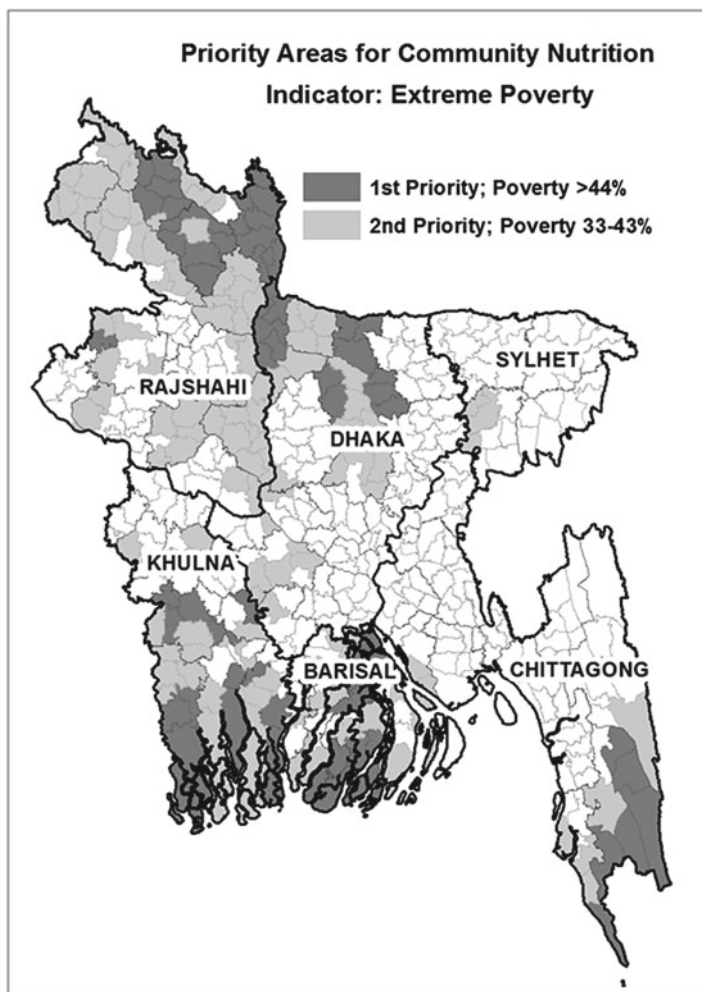 Priority Areas for Community Nutrition
Indicator: Extreme Poverty
1st Priority; Poverty >44%
2nd Priority; Poverty 33-43%
SYLHET
RAJSHAHI
DHAKA
KHULNA
BARISAL
CHITTAGONG